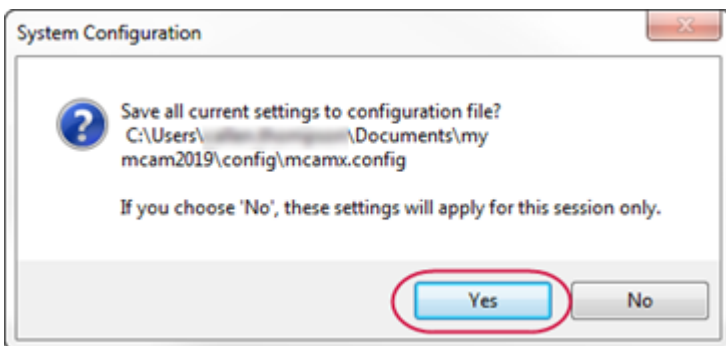 System Configuration
Save all current settings to configuration file?
C:\Users\ \Documents\my
mcam2019\config\mcamx.config
If you choose 'No', these settings will apply for this session only.
Yes
No